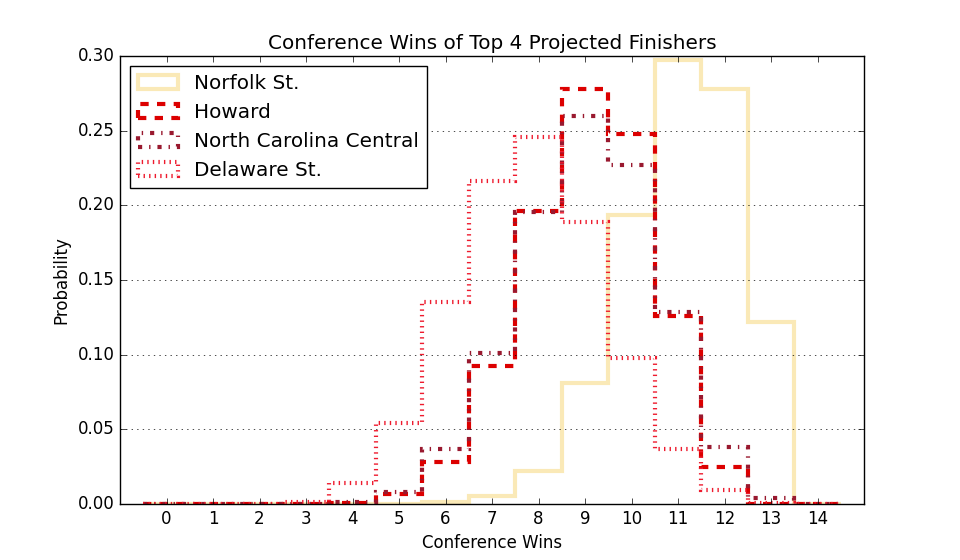 Conference Wins of Top 4 Projected Finishers
0.30
0.25
0.20
0.15
0.10
0.05
0.00
Probability
Norfolk St.
Howard
North Carolina Central
Delaware St.
0 1 2 3 4 5 6 7 8 9 10 11 12 13 14
Conference Wins